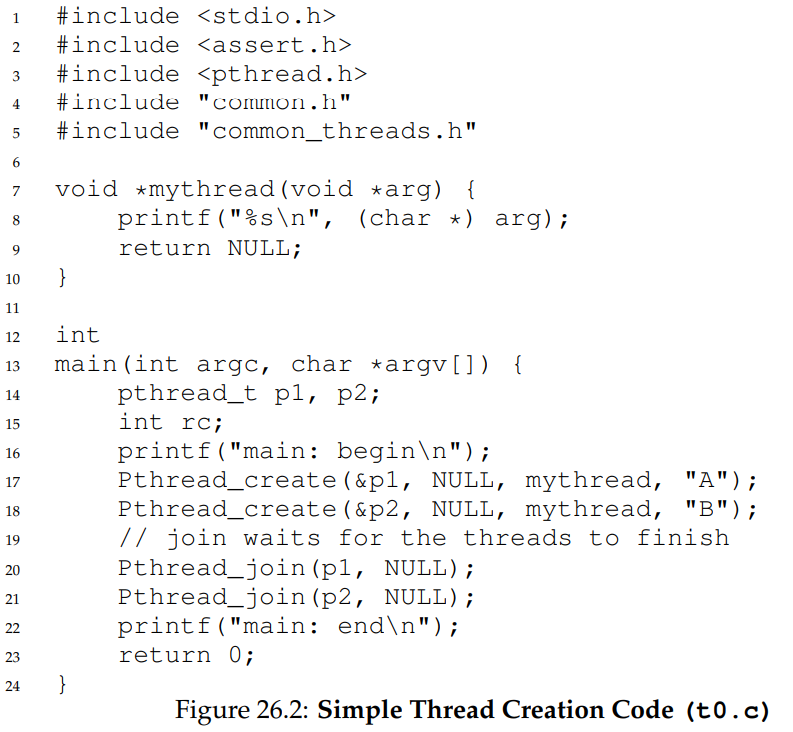 1 #include <stdio.h>
2 #include <assert.h>
3 #include <pthread.h>
4 #include "common.h"
5 #include "common_threads.h"
6
7 void *mythread(void *arg) {
8     printf("%s\n", (char *) arg);
9     return NULL;
10 }
11
12 int
13 main(int argc, char *argv[]) {
14     pthread_t p1, p2;
15     int rc;
16     printf("main: begin\n");
17     Pthread_create(&p1, NULL, mythread, "A");
18     Pthread_create(&p2, NULL, mythread, "B");
19     // join waits for the threads to finish
20     Pthread_join(p1, NULL);
21     Pthread_join(p2, NULL);
22     printf("main: end\n");
23     return 0;
24 }
Figure 26.2: Simple Thread Creation Code (t0.c)